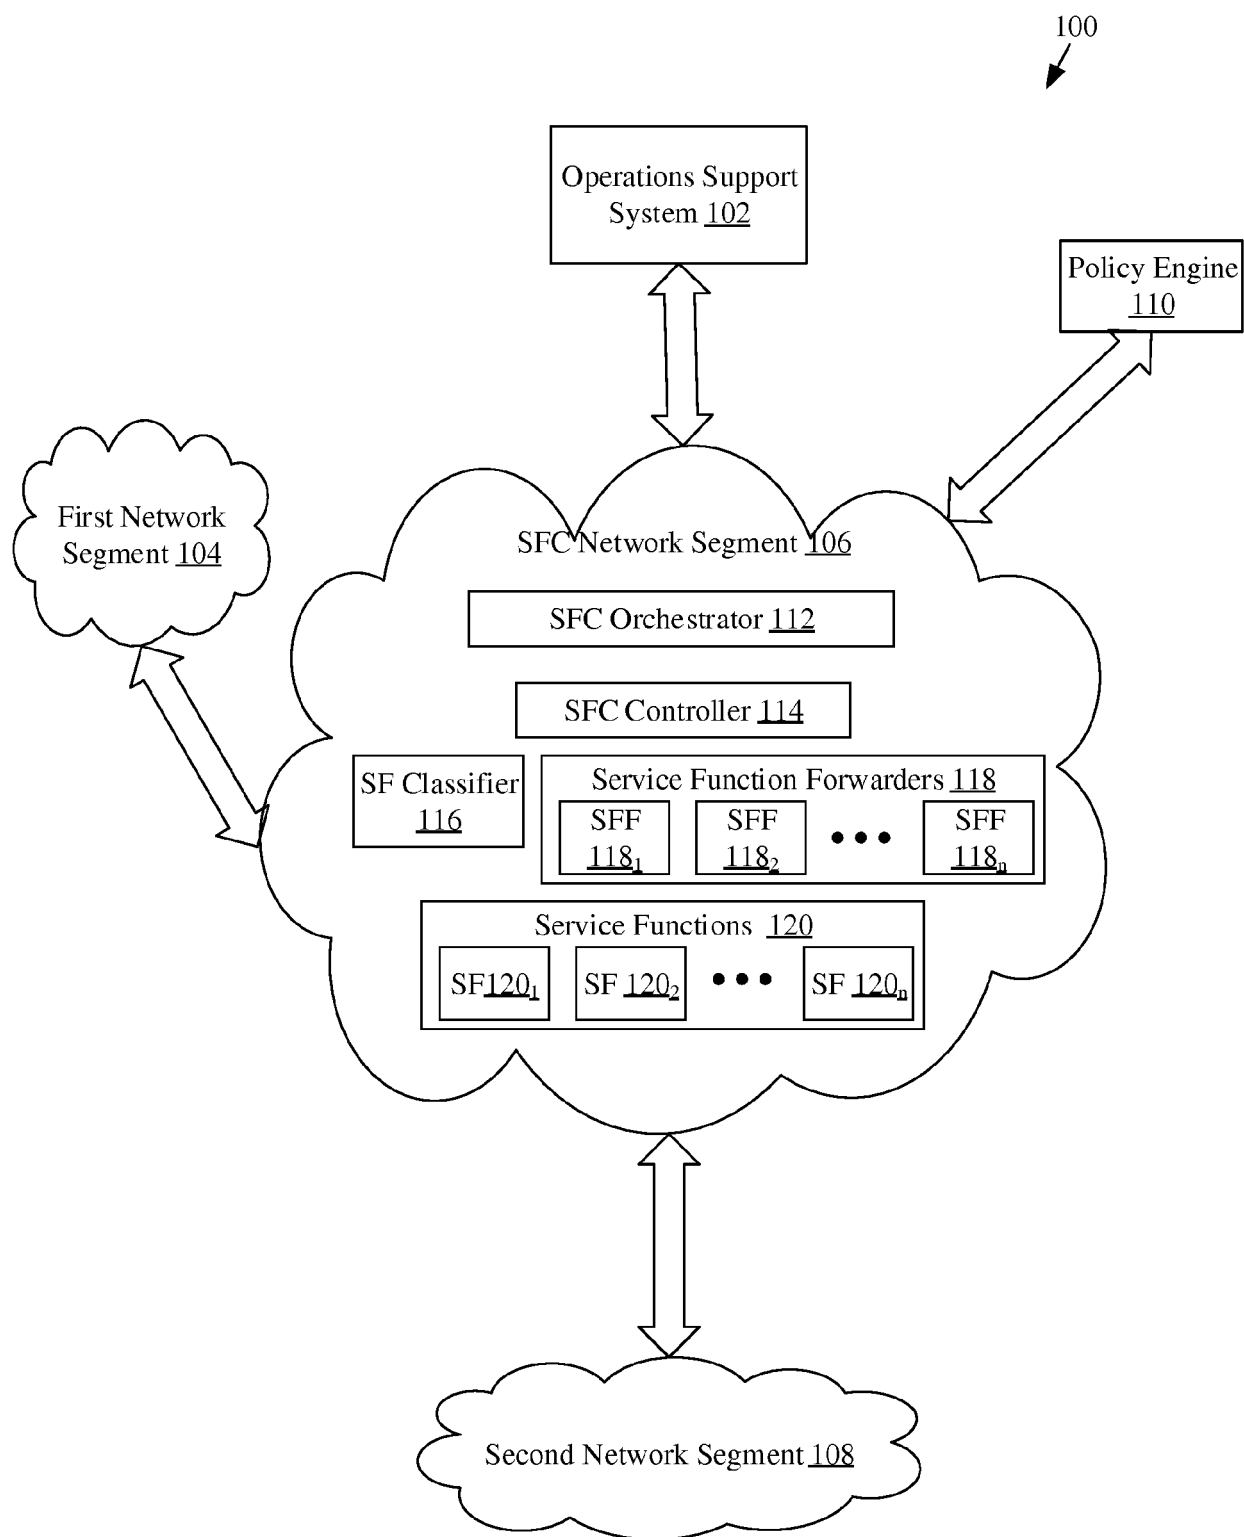 100
Operations Support
System 102
Policy Engine
110
First Network
Segment 104
SFC Network Segment 106
SFC Orchestrator 112
SFC Controller 114
SF Classifier
116
Service Function Forwarders 118
SFF
118₁
SFF
118₂
SFF
118ₙ
Service Functions 120
SF120₁
SF 120₂
SF 120ₙ
Second Network Segment 108